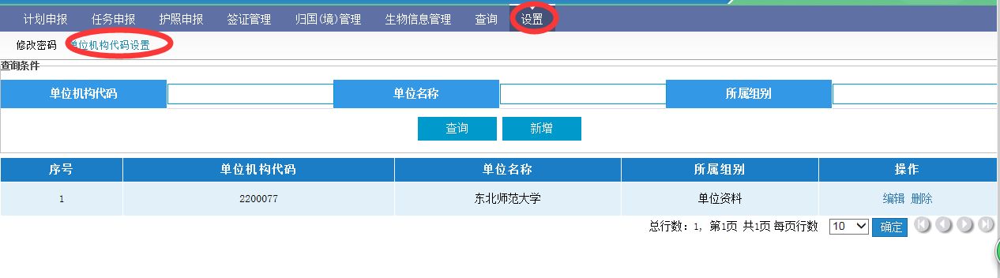 计划申报 任务申报 护照申报 签证管理 归国(境)管理 生物信息管理 查询 设置
修改密码 单位机构代码设置
查询条件
单位机构代码 单位名称 所属组别
查询 新增
序号 单位机构代码 单位名称 所属组别 操作
1 2200077 东北师范大学 单位资料 编辑 删除
总行数：1，第1页 共1页 每页行数 10 确定